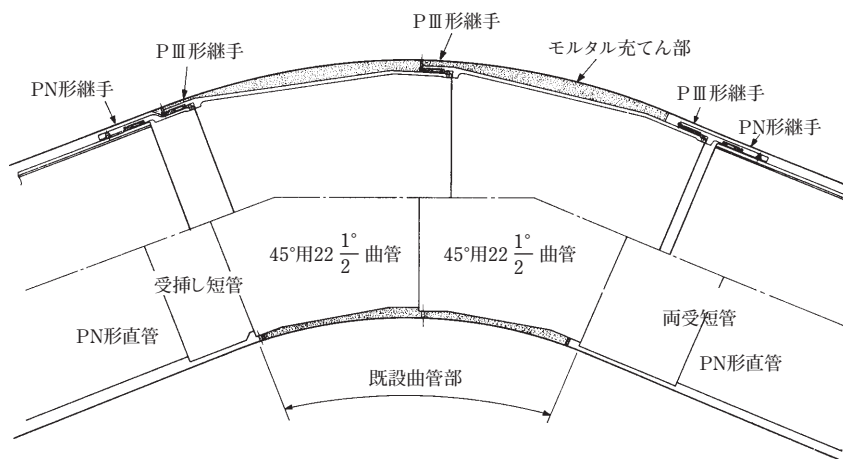 PⅢ形継手
PⅢ形継手
モルタル充てん部
PN形継手
PⅢ形継手
PN形継手
45°用22 1/2° 曲管
45°用22 1/2° 曲管
受挿し短管
両受短管
PN形直管
PN形直管
既設曲管部